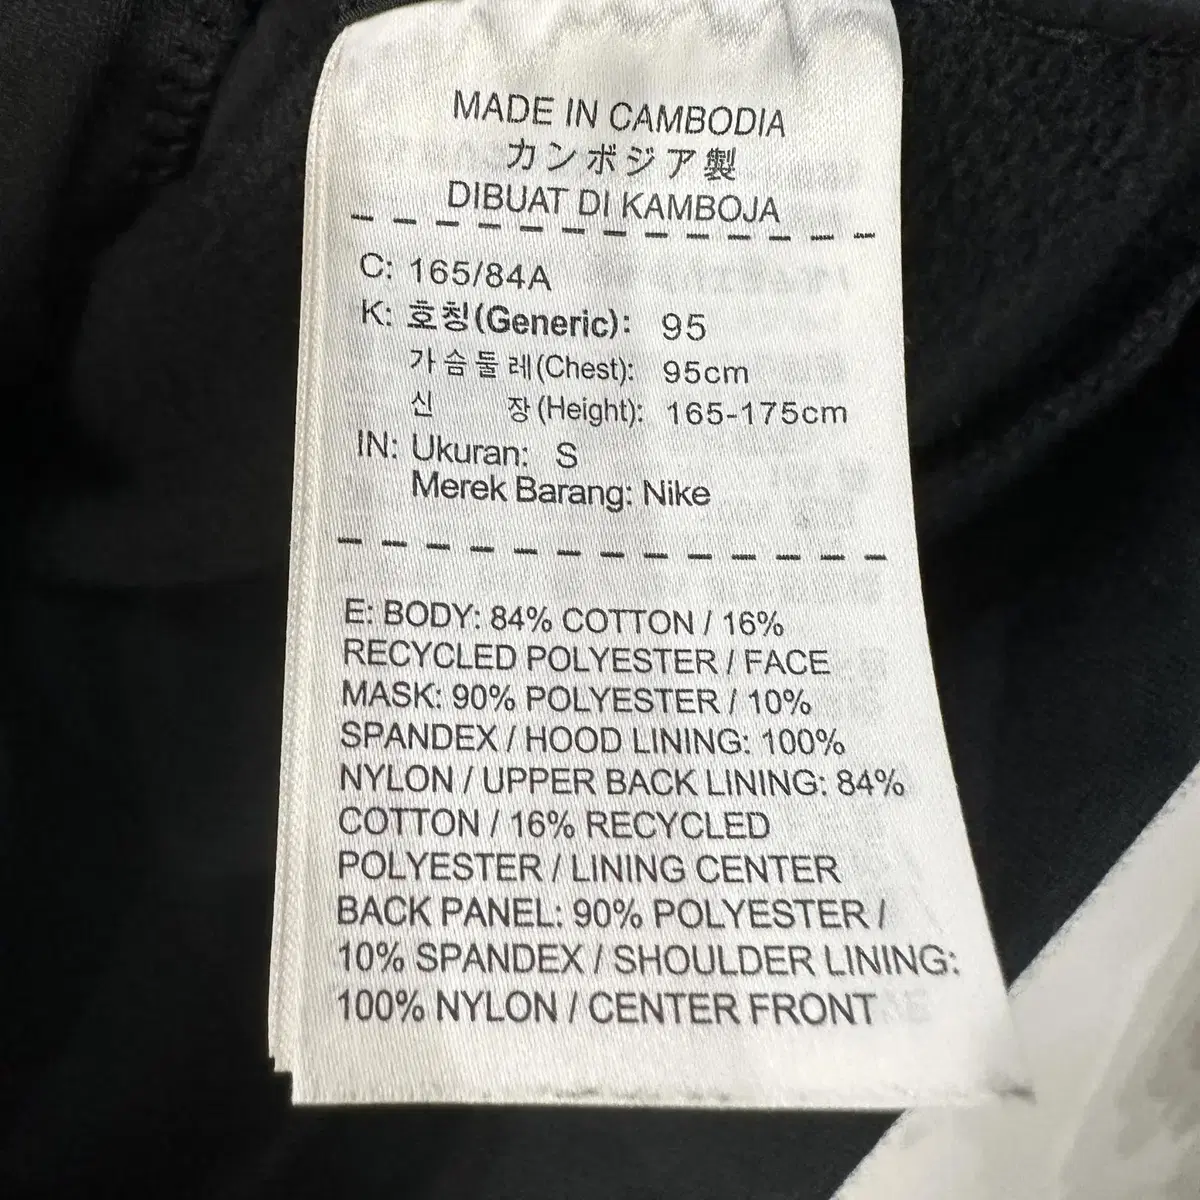 MADE IN CAMBODIA
カンボジア製
DIBUAT DI KAMBOJA
C: 165/84A
K: 호칭(Generic): 95
가슴둘레(Chest): 95cm
신 장(Height): 165-175cm
IN: Ukuran: S
Merek Barang: Nike
E: BODY: 84% COTTON / 16%
RECYCLED POLYESTER / FACE
MASK: 90% POLYESTER / 10%
SPANDEX / HOOD LINING: 100%
NYLON / UPPER BACK LINING: 84%
COTTON / 16% RECYCLED
POLYESTER / LINING CENTER
BACK PANEL: 90% POLYESTER /
10% SPANDEX / SHOULDER LINING:
100% NYLON / CENTER FRONT